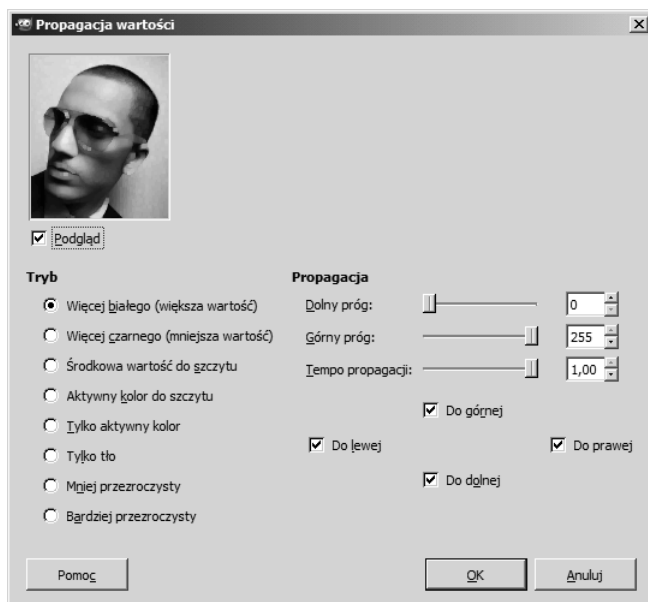 Propagacja wartości
Podgląd
Tryb
Więcej białego (większa wartość)
Więcej czarnego (mniejsza wartość)
Środkowa wartość do szczytu
Aktywny kolor do szczytu
Tylko aktywny kolor
Tylko tło
Mniej przezroczysty
Bardziej przezroczysty
Propagacja
Dolny próg: 0
Górny próg: 255
Tempo propagacji: 1,00
Do górnej
Do lewej Do prawej
Do dolnej
Pomoc OK Anuluj